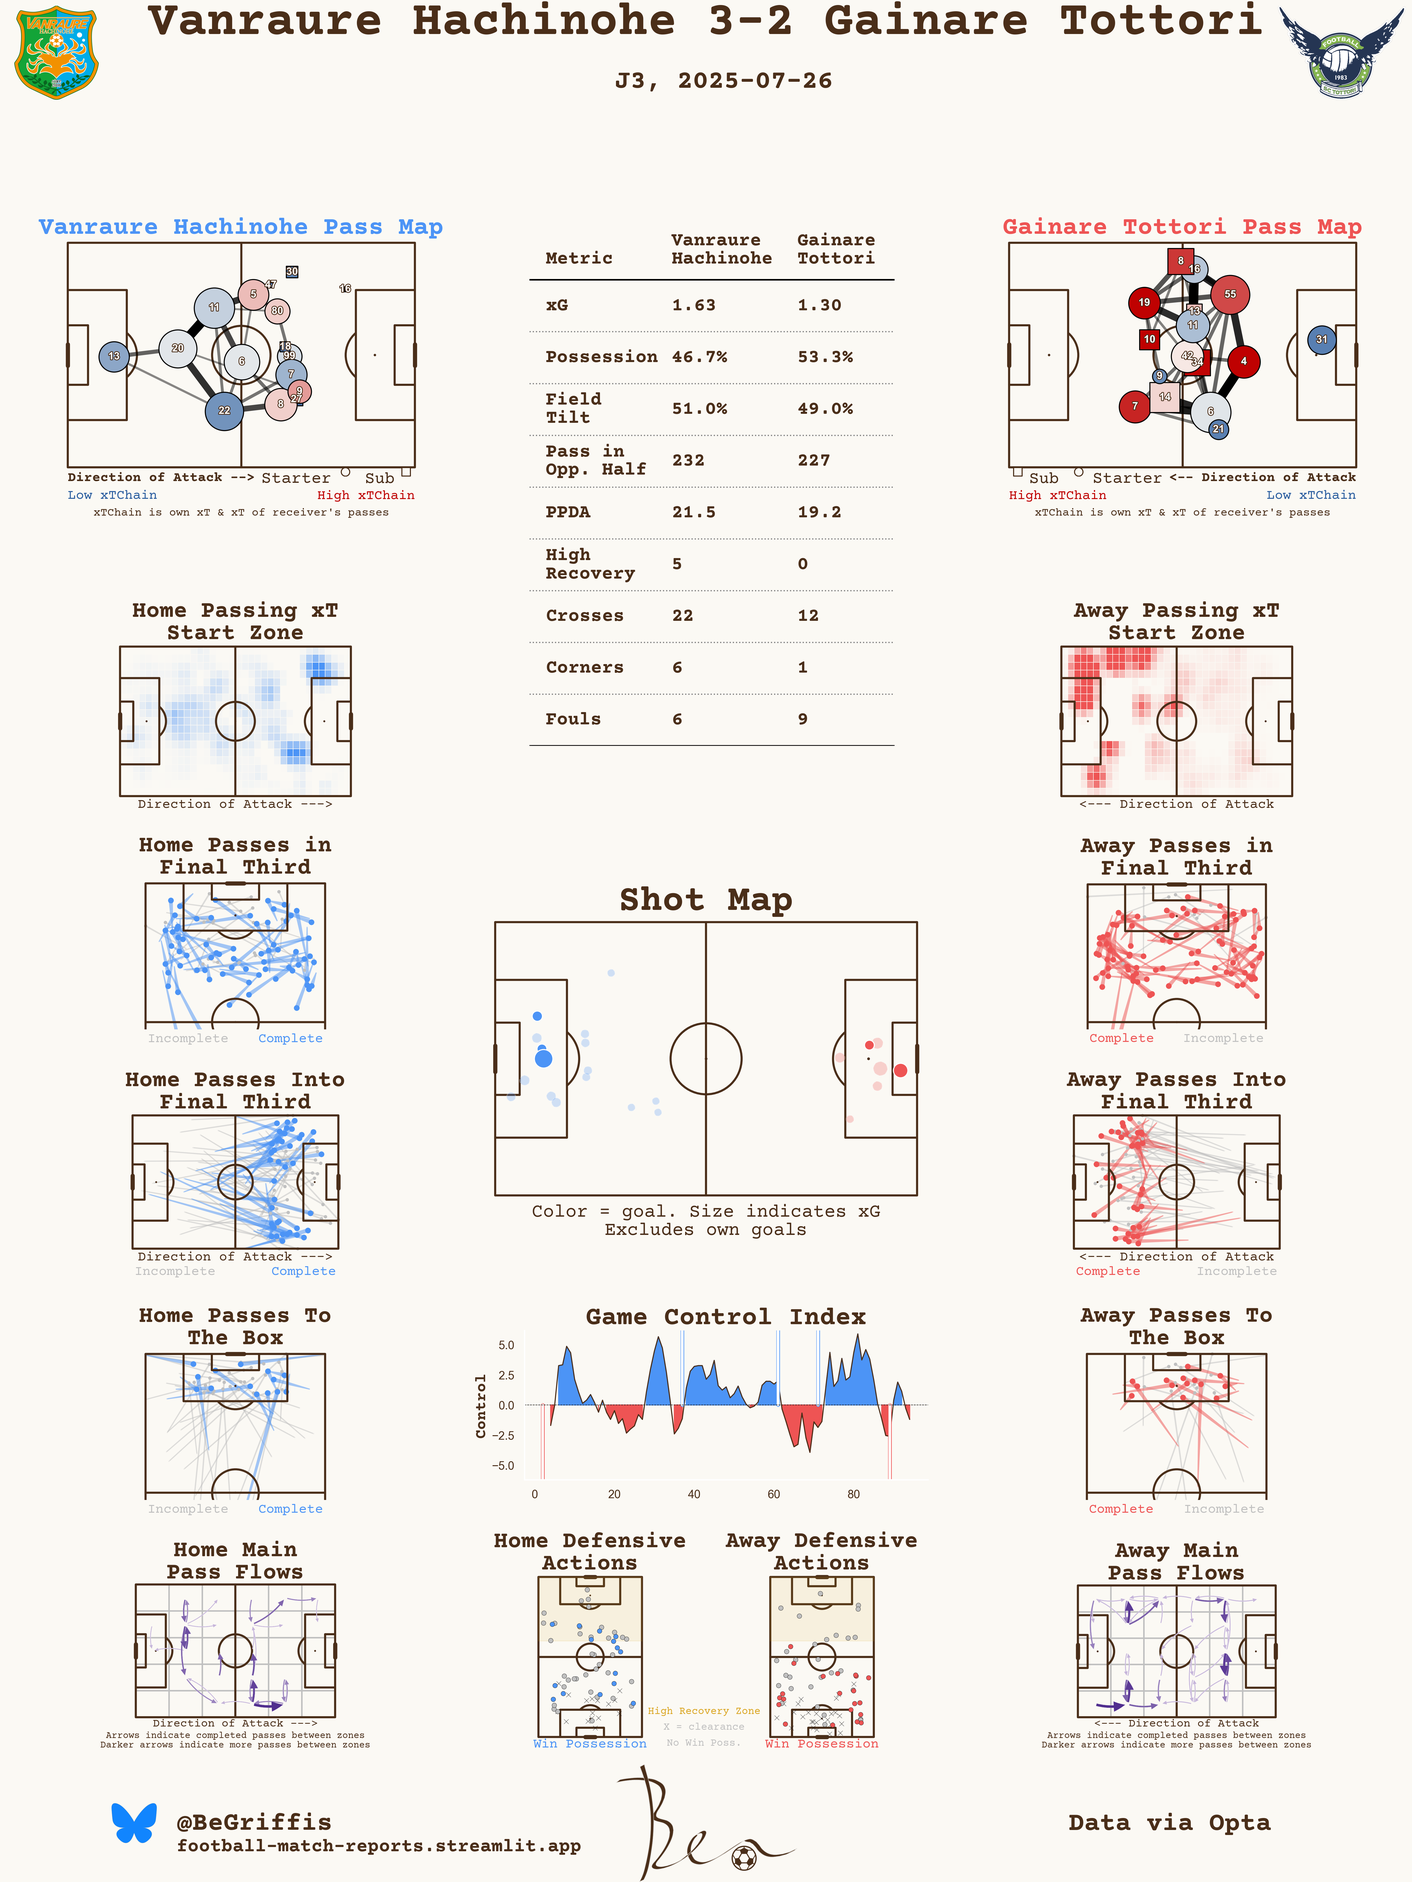 Vanraure Hachinohe 3-2 Gainare Tottori
J3, 2025-07-26
VANRAURE
HACHINOHE
FOOTBALL
1983
S.C. TOTTORI
Vanraure Hachinohe Pass Map
30
47
16
5
11
80
18
20
99
13
6
7
9
27
8
22
Direction of Attack --> Starter Sub
Low xTChain High xTChain
xTChain is own xT & xT of receiver's passes
Metric Vanraure Hachinohe Gainare Tottori
xG 1.63 1.30
Possession 46.7% 53.3%
Field Tilt 51.0% 49.0%
Pass in Opp. Half 232 227
PPDA 21.5 19.2
High Recovery 5 0
Crosses 22 12
Corners 6 1
Fouls 6 9
Gainare Tottori Pass Map
8
16
19
55
13
11
10
31
42
34
4
9
7
14
6
21
Sub Starter <-- Direction of Attack
High xTChain Low xTChain
xTChain is own xT & xT of receiver's passes
Home Passing xT
Start Zone
Direction of Attack --->
Away Passing xT
Start Zone
<--- Direction of Attack
Home Passes in
Final Third
Incomplete Complete
Away Passes in
Final Third
Complete Incomplete
Shot Map
Color = goal. Size indicates xG
Excludes own goals
Home Passes Into
Final Third
Direction of Attack --->
Incomplete Complete
Away Passes Into
Final Third
<--- Direction of Attack
Complete Incomplete
Home Passes To
The Box
Incomplete Complete
Game Control Index
Control
5.0
2.5
0.0
−2.5
−5.0
0 20 40 60 80
Away Passes To
The Box
Complete Incomplete
Home Main
Pass Flows
Direction of Attack --->
Arrows indicate completed passes between zones
Darker arrows indicate more passes between zones
Home Defensive
Actions
Win Possession
Away Defensive
Actions
Win Possession
High Recovery Zone
X = clearance
No Win Poss.
Away Main
Pass Flows
<--- Direction of Attack
Arrows indicate completed passes between zones
Darker arrows indicate more passes between zones
@BeGriffis
football-match-reports.streamlit.app
Ben
Data via Opta